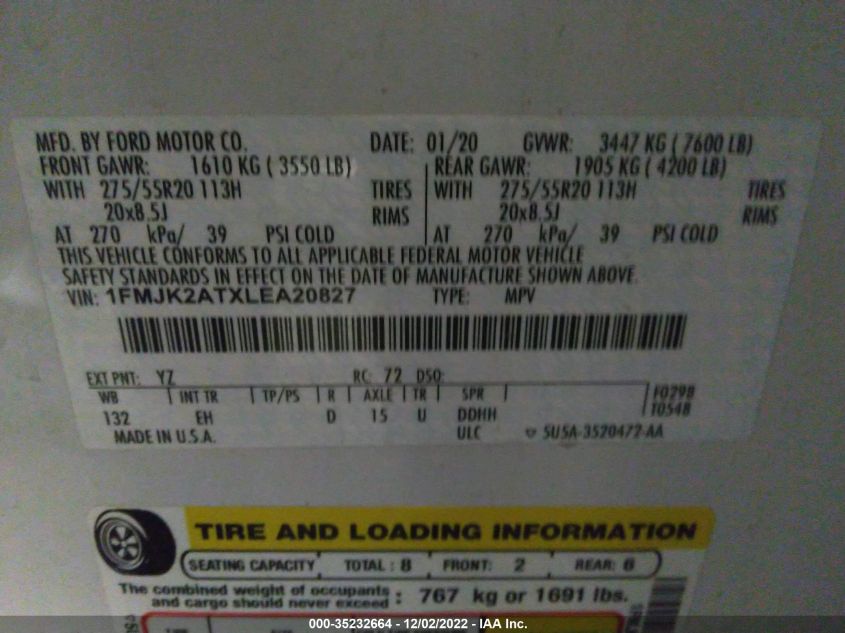 MFD. BY FORD MOTOR CO. DATE: 01/20 GVWR: 3447 KG ( 7600 LB)
FRONT GAWR: 1610 KG ( 3550 LB) REAR GAWR: 1905 KG ( 4200 LB)
WITH 275/55R20 113H TIRES WITH 275/55R20 113H TIRES
20x8.5J RIMS 20x8.5J RIMS
AT 270 kPa/ 39 PSI COLD AT 270 kPa/ 39 PSI COLD
THIS VEHICLE CONFORMS TO ALL APPLICABLE FEDERAL MOTOR VEHICLE
SAFETY STANDARDS IN EFFECT ON THE DATE OF MANUFACTURE SHOWN ABOVE.
VIN: 1FMJK2ATXLEA20827 TYPE: MPV
EXT PNT: YZ RC: 72 DSO:
WB INT TR TP/PS R AXLE TR SPR F0298
132 EH D 15 U DDHH T0548
MADE IN U.S.A. ULC 5U5A-3520472-AA
TIRE AND LOADING INFORMATION
SEATING CAPACITY TOTAL : 8 FRONT: 2 REAR: 6
The combined weight of occupants
and cargo should never exceed : 767 kg or 1691 lbs.
000-35232664 - 12/02/2022 - IAA Inc.